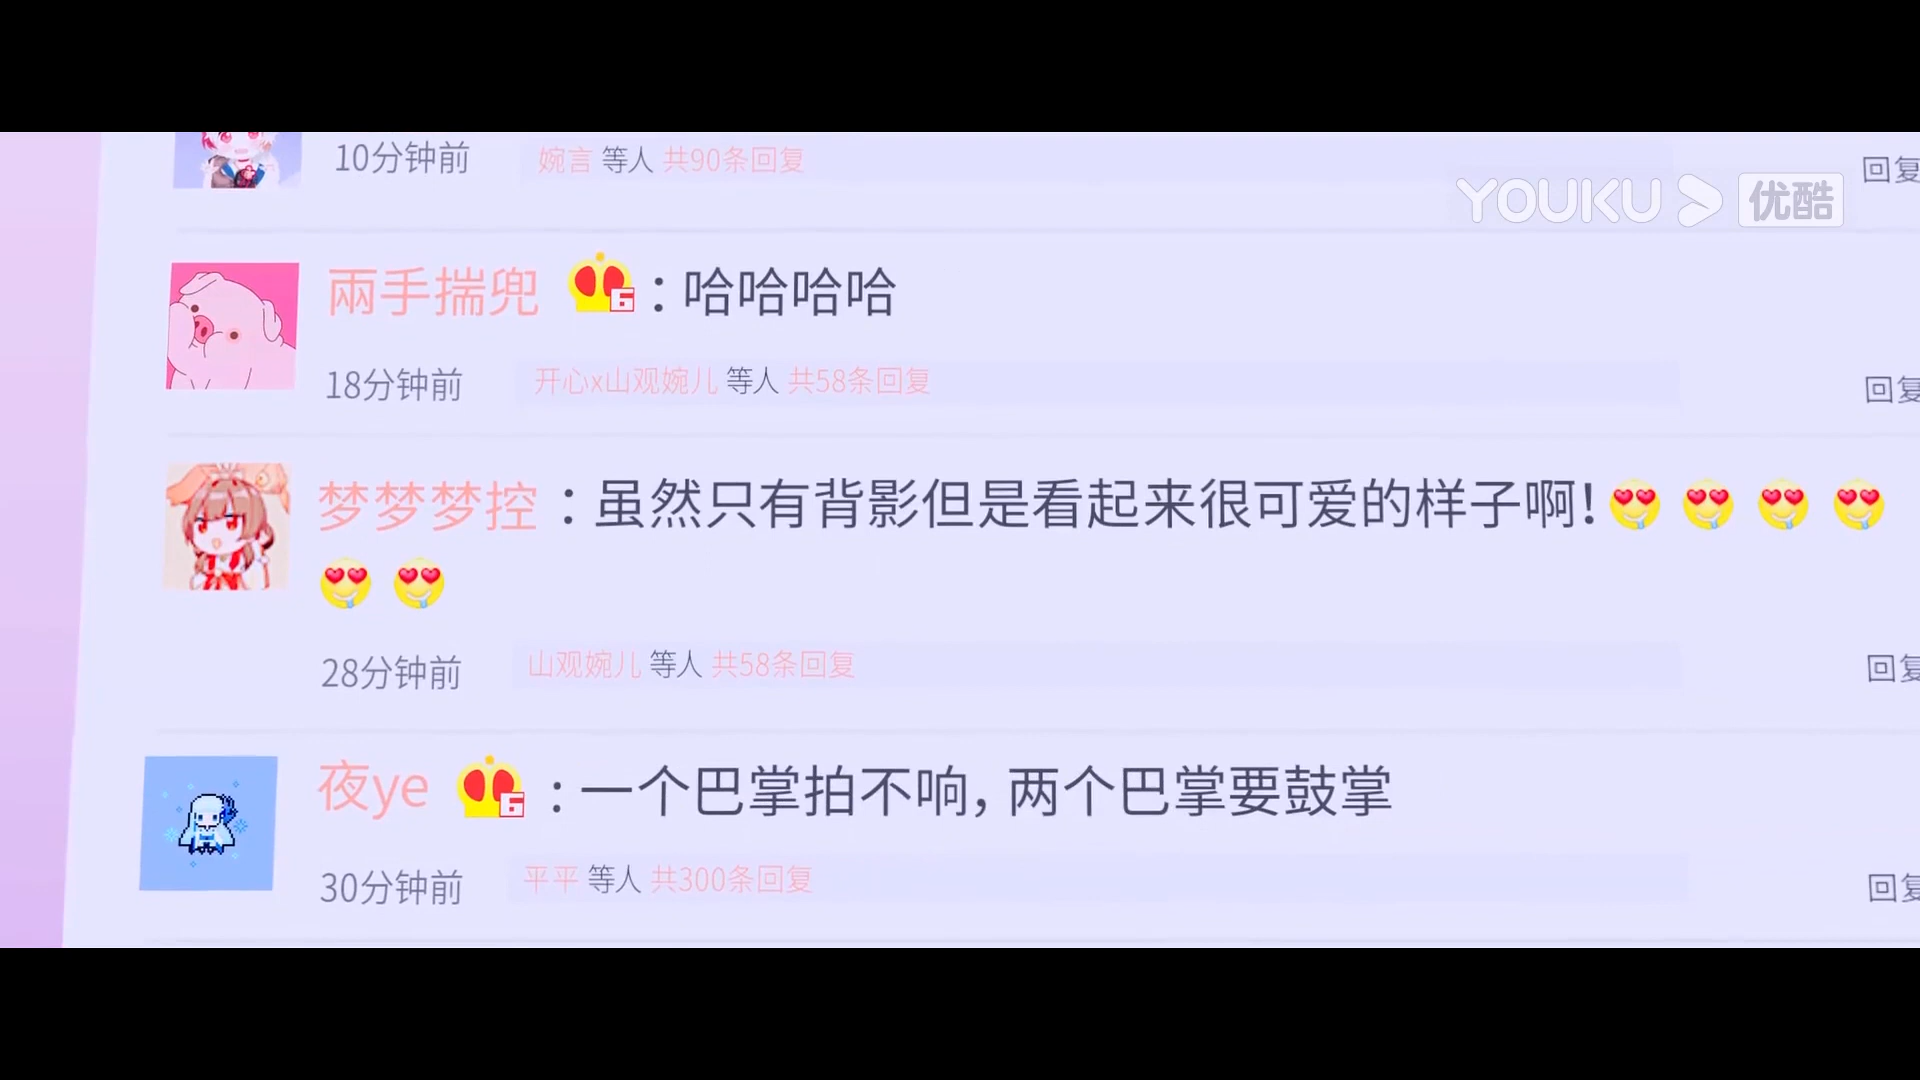 10分钟前 婉言 等人 共90条回复 回复
YOUKU 优酷
兩手揣兜 6 : 哈哈哈哈
18分钟前 开心x山观婉儿 等人 共58条回复 回复
梦梦梦控 : 虽然只有背影但是看起来很可爱的样子啊!
28分钟前 山观婉儿 等人 共58条回复 回复
夜ye 6 : 一个巴掌拍不响, 两个巴掌要鼓掌
30分钟前 平平 等人 共300条回复 回复